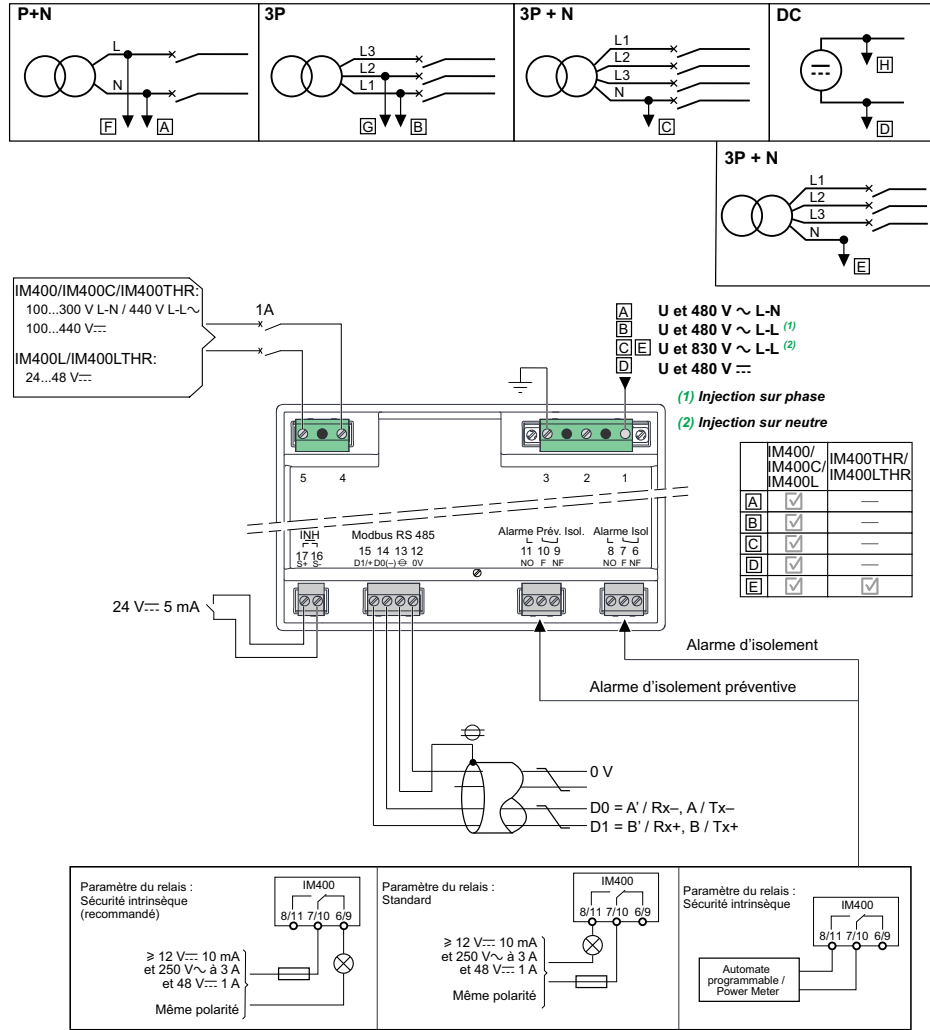 P+N
L
N
F
A
3P
L3
L2
L1
G
B
3P + N
L1
L2
L3
N
C
DC
H
D
3P + N
L1
L2
L3
N
E
IM400/IM400C/IM400THR:
100...300 V L-N / 440 V L-L ∿
100...440 V⎓
IM400L/IM400LTHR:
24...48 V⎓
1A
A U et 480 V ∿ L-N
B U et 480 V ∿ L-L (1)
C E U et 830 V ∿ L-L (2)
D U et 480 V ⎓
(1) Injection sur phase
(2) Injection sur neutre
IM400/ IM400C/ IM400L
IM400THR/ IM400LTHR
A ☑ —
B ☑ —
C ☑ —
D ☑ —
E ☑ ☑
5 4 3 2 1
INH Modbus RS 485 Alarme Prév. Isol. Alarme Isol
17 16 15 14 13 12 11 10 9 8 7 6
S+ S- D1/+ D0(–) 0V NO F NF NO F NF
24 V⎓ 5 mA
Alarme d'isolement
Alarme d'isolement préventive
0 V
D0 = A' / Rx–, A / Tx–
D1 = B' / Rx+, B / Tx+
Paramètre du relais :
Sécurité intrinsèque
(recommandé)
IM400
8/11 7/10 6/9
≥ 12 V⎓ 10 mA
et 250 V∿ à 3 A
et 48 V⎓ 1 A
Même polarité
Paramètre du relais :
Standard
IM400
8/11 7/10 6/9
≥ 12 V⎓ 10 mA
et 250 V∿ à 3 A
et 48 V⎓ 1 A
Même polarité
Paramètre du relais :
Sécurité intrinsèque
IM400
8/11 7/10 6/9
Automate
programmable /
Power Meter